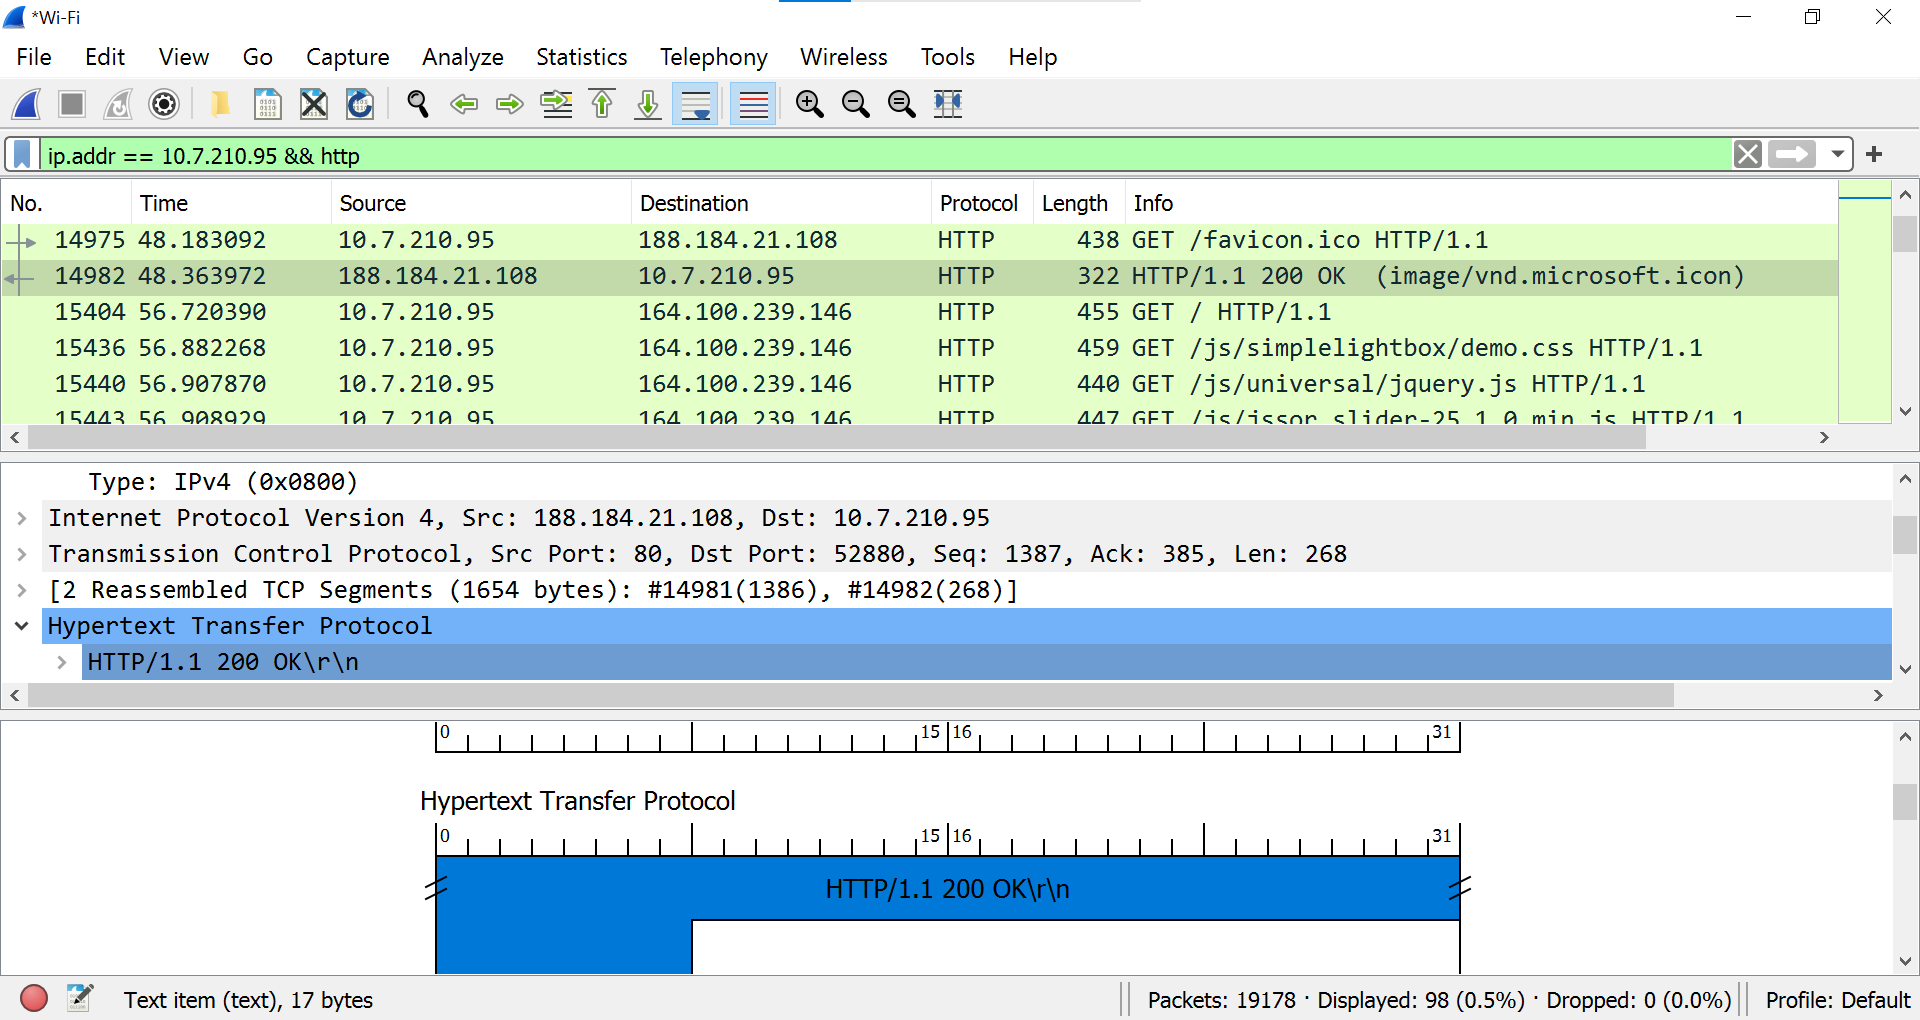 *Wi-Fi
File Edit View Go Capture Analyze Statistics Telephony Wireless Tools Help
ip.addr == 10.7.210.95 && http
No. Time Source Destination Protocol Length Info
14975 48.183092 10.7.210.95 188.184.21.108 HTTP 438 GET /favicon.ico HTTP/1.1
14982 48.363972 188.184.21.108 10.7.210.95 HTTP 322 HTTP/1.1 200 OK (image/vnd.microsoft.icon)
15404 56.720390 10.7.210.95 164.100.239.146 HTTP 455 GET / HTTP/1.1
15436 56.882268 10.7.210.95 164.100.239.146 HTTP 459 GET /js/simplelightbox/demo.css HTTP/1.1
15440 56.907870 10.7.210.95 164.100.239.146 HTTP 440 GET /js/universal/jquery.js HTTP/1.1
15443 56.908929 10.7.210.95 164.100.239.146 HTTP 447 GET /js/jssor.slider-25.1.0.min.js HTTP/1.1
Type: IPv4 (0x0800)
Internet Protocol Version 4, Src: 188.184.21.108, Dst: 10.7.210.95
Transmission Control Protocol, Src Port: 80, Dst Port: 52880, Seq: 1387, Ack: 385, Len: 268
[2 Reassembled TCP Segments (1654 bytes): #14981(1386), #14982(268)]
Hypertext Transfer Protocol
HTTP/1.1 200 OK\r\n
0 15 16 31
Hypertext Transfer Protocol
0 15 16 31
HTTP/1.1 200 OK\r\n
Text item (text), 17 bytes
Packets: 19178 · Displayed: 98 (0.5%) · Dropped: 0 (0.0%)
Profile: Default